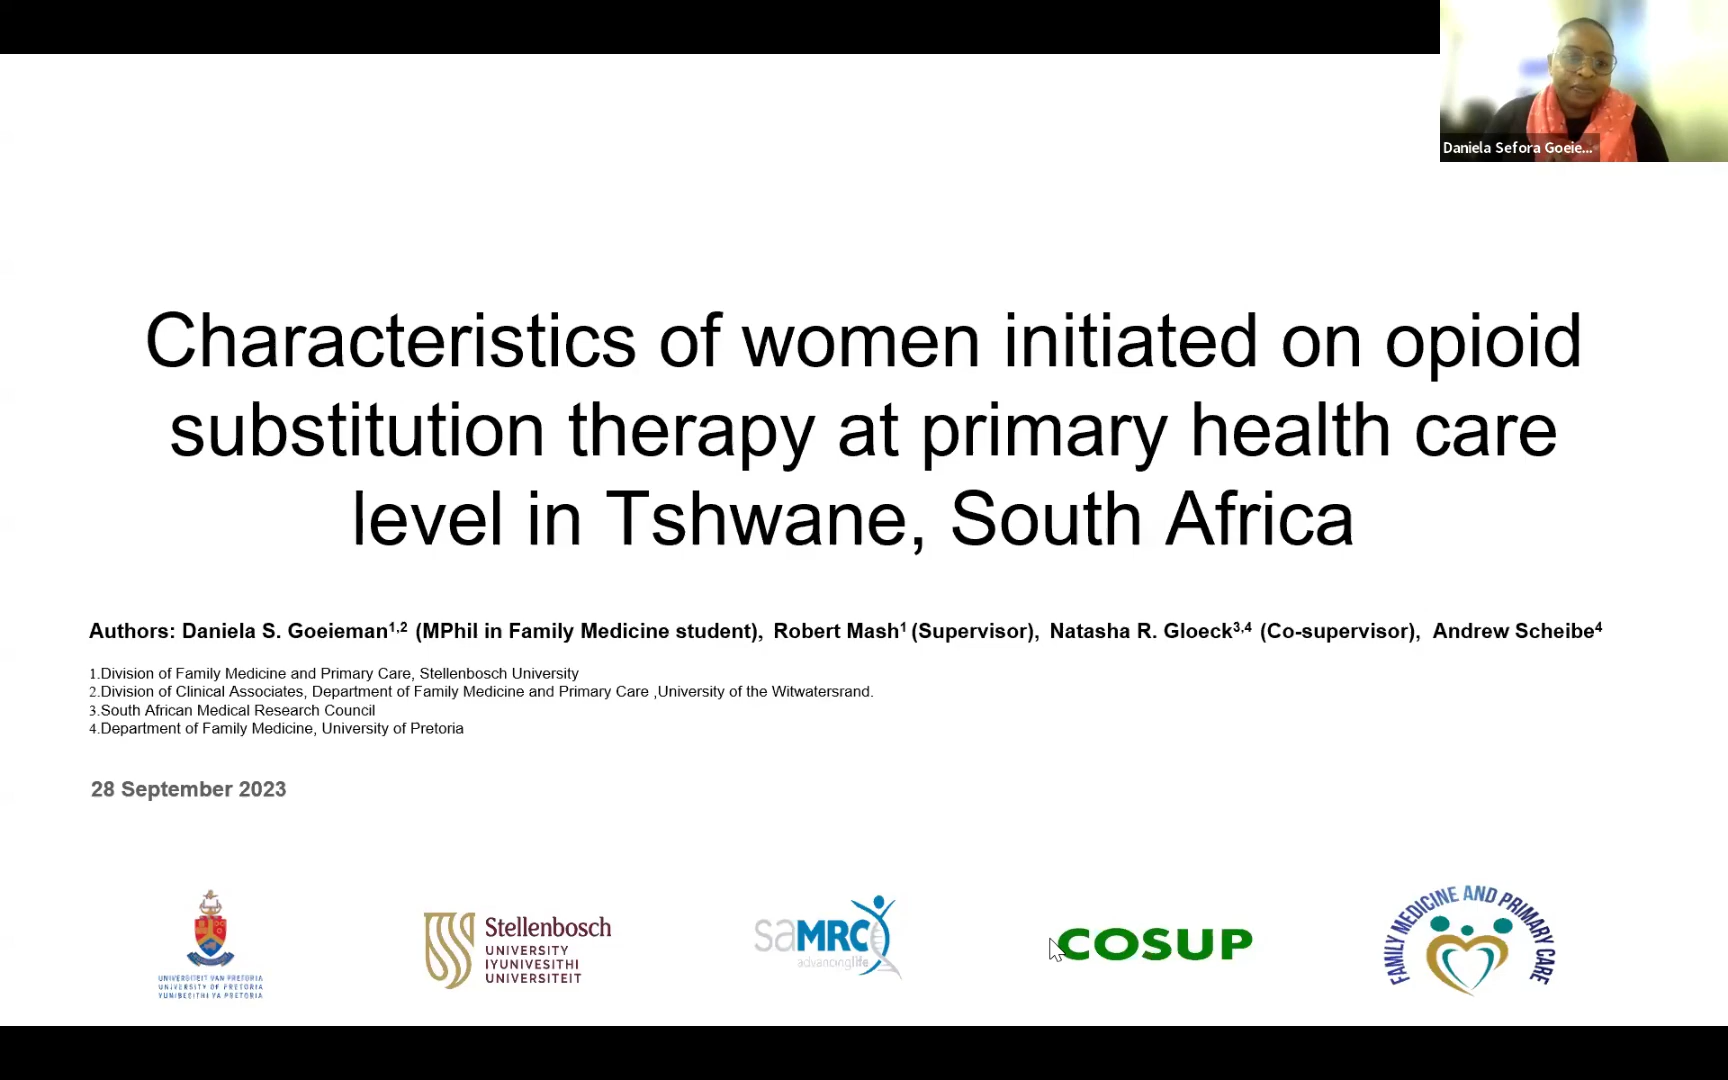 Daniela Sefora Goeie...
Characteristics of women initiated on opioid
substitution therapy at primary health care
level in Tshwane, South Africa
Authors: Daniela S. Goeieman1,2 (MPhil in Family Medicine student), Robert Mash1 (Supervisor), Natasha R. Gloeck3,4 (Co-supervisor), Andrew Scheibe4
1.Division of Family Medicine and Primary Care, Stellenbosch University
2.Division of Clinical Associates, Department of Family Medicine and Primary Care ,University of the Witwatersrand.
3.South African Medical Research Council
4.Department of Family Medicine, University of Pretoria
28 September 2023
UNIVERSITEIT VAN PRETORIA
UNIVERSITY OF PRETORIA
YUNIBESITHI YA PRETORIA
Stellenbosch
UNIVERSITY
IYUNIVESITHI
UNIVERSITEIT
saMRC
advancinglife
COSUP
FAMILY MEDICINE AND PRIMARY CARE